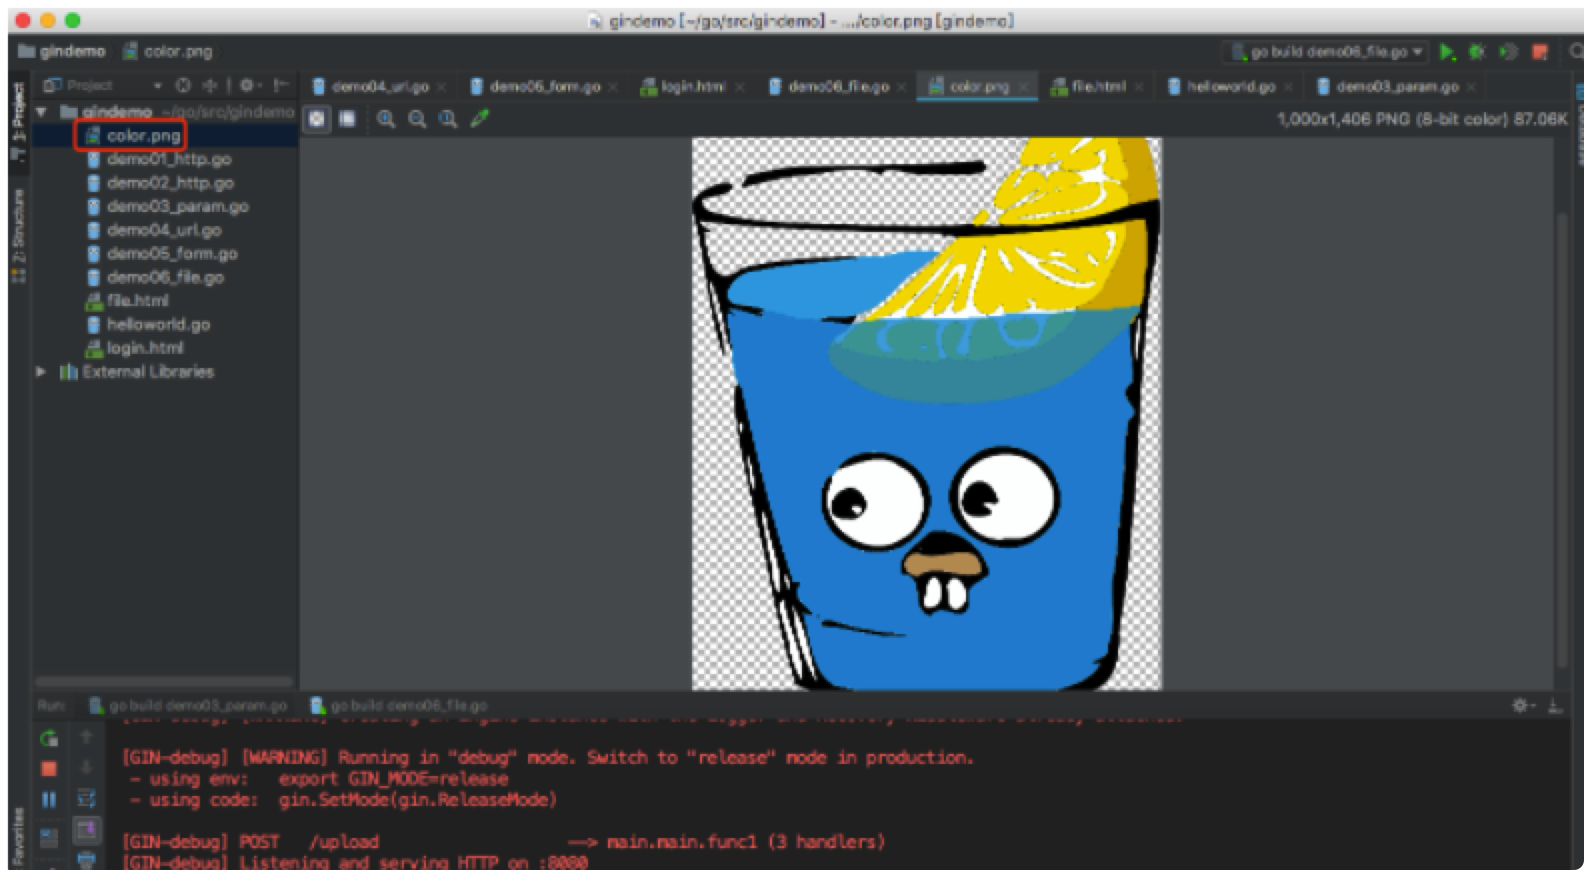 gindemo [~/go/src/gindemo] - .../color.png [gindemo]
gindemo color.png
go build demo06_file.go
Project
demo04_url.go demo05_form.go login.html demo06_file.go color.png file.html helloworld.go demo03_param.go
1: Project
gindemo ~/go/src/gindemo
1,000x1,406 PNG (8-bit color) 87.06K
color.png
demo01_http.go
demo02_http.go
demo03_param.go
demo04_url.go
demo05_form.go
demo06_file.go
file.html
helloworld.go
login.html
External Libraries
Z: Structure
Run: go build demo03_param.go go build demo06_file.go
[GIN-debug] [WARNING] Running in "debug" mode. Switch to "release" mode in production.
- using env: export GIN_MODE=release
- using code: gin.SetMode(gin.ReleaseMode)
[GIN-debug] POST /upload --> main.main.func1 (3 handlers)
[GIN-debug] Listening and serving HTTP on :8080
Favorites